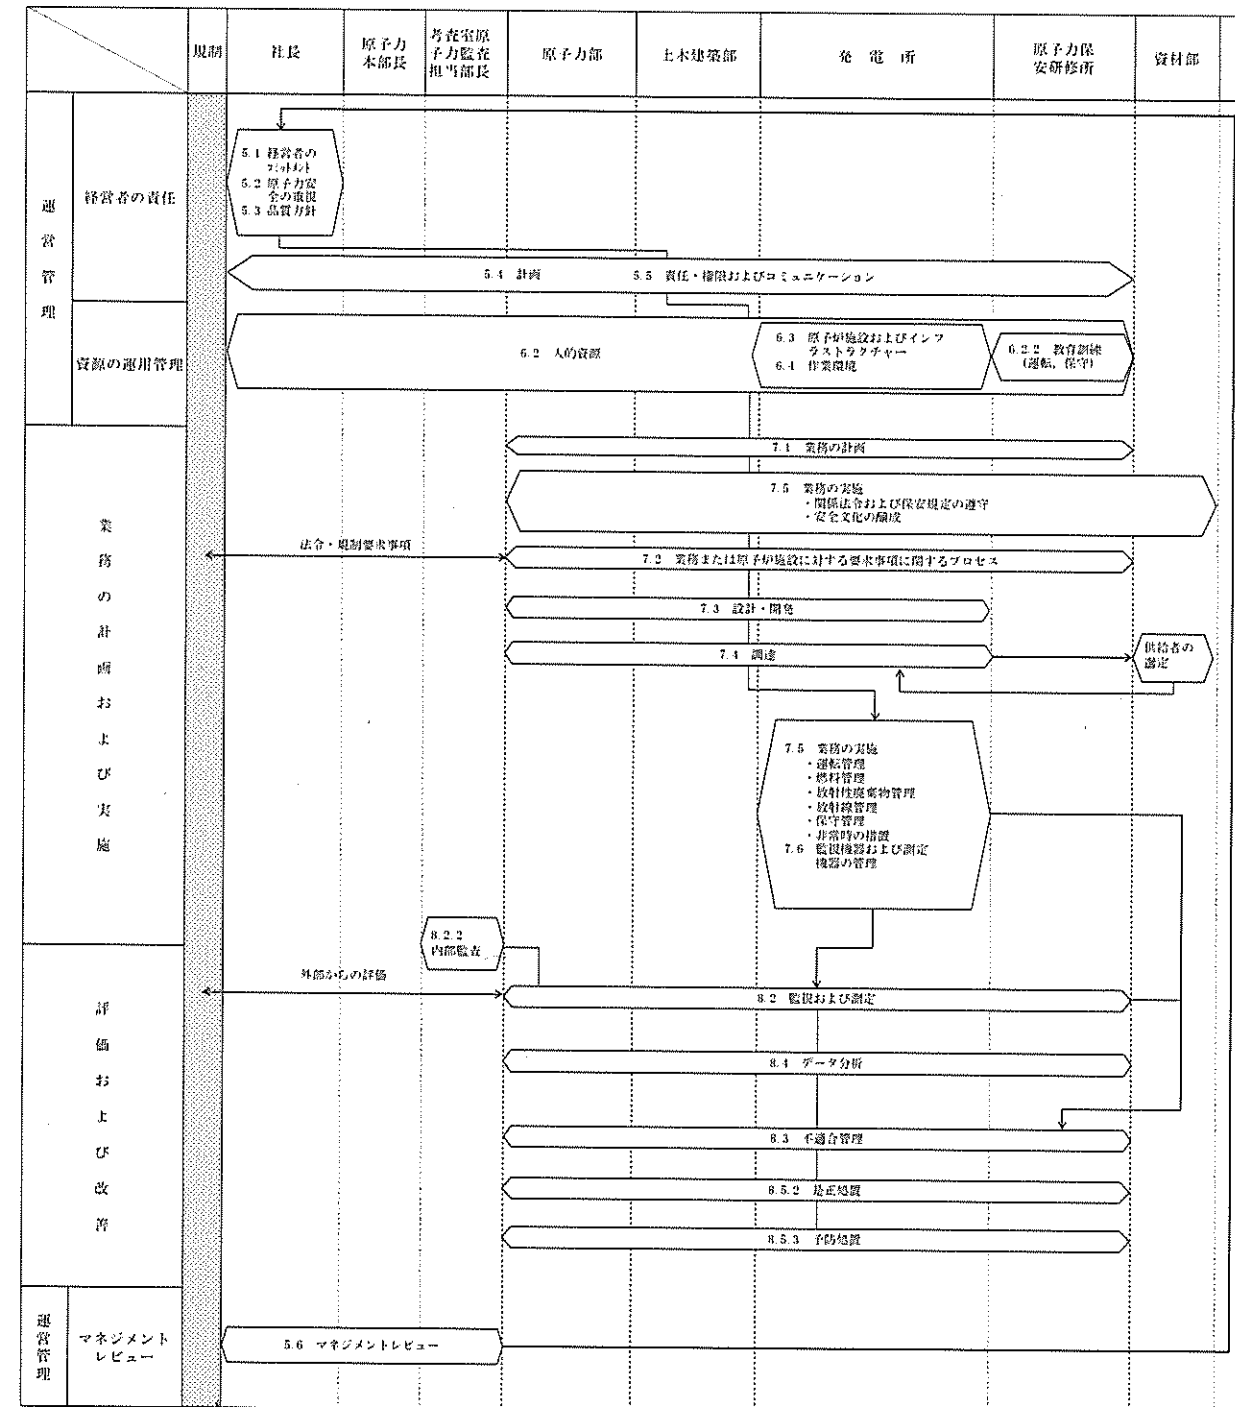 規制
社長
原子力
本部長
考査室原
子力監査
担当部長
原子力部
土木建築部
発電所
原子力保
安研修所
資材部
運営管理
経営者の責任
5.1 経営者の
コミットメント
5.2 原子力安
全の重視
5.3 品質方針
5.4 計画
5.5 責任・権限およびコミュニケーション
資源の運用管理
6.2 人的資源
6.3 原子炉施設およびインフ
ラストラクチャー
6.4 作業環境
6.2.2 教育訓練
(運転，保守)
業務の計画および実施
7.1 業務の計画
7.5 業務の実施
・関係法令および保安規定の遵守
・安全文化の醸成
法令・規制要求事項
7.2 業務または原子炉施設に対する要求事項に関するプロセス
7.3 設計・開発
7.4 調達
供給者の
選定
7.5 業務の実施
・運転管理
・燃料管理
・放射性廃棄物管理
・放射線管理
・保守管理
・非常時の措置
7.6 監視機器および測定
機器の管理
評価および改善
8.2.2
内部監査
外部からの評価
8.2 監視および測定
8.4 データ分析
8.3 不適合管理
8.5.2 是正処置
8.5.3 予防処置
運営管理
マネジメント
レビュー
5.6 マネジメントレビュー